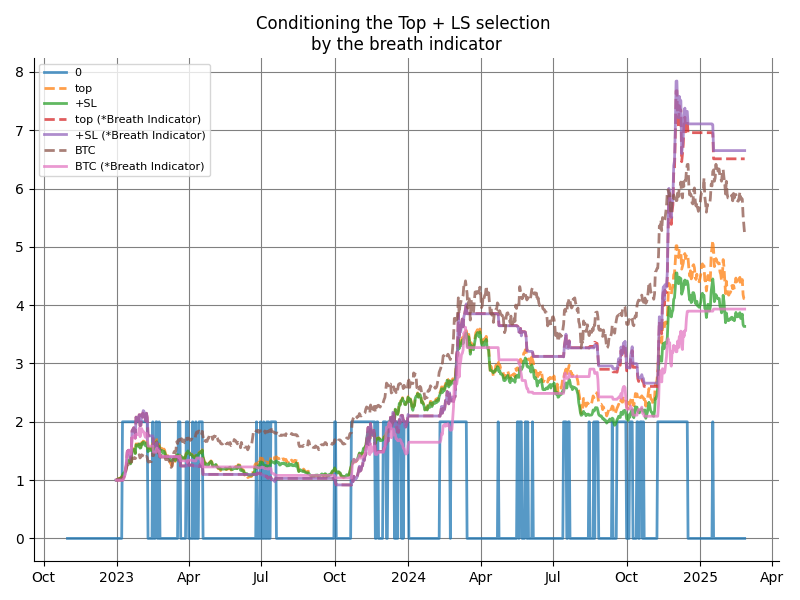 Conditioning the Top + LS selection
by the breath indicator
8
7
6
5
4
3
2
1
0
0
top
+SL
top (*Breath Indicator)
+SL (*Breath Indicator)
BTC
BTC (*Breath Indicator)
Oct 2023 Apr Jul Oct 2024 Apr Jul Oct 2025 Apr